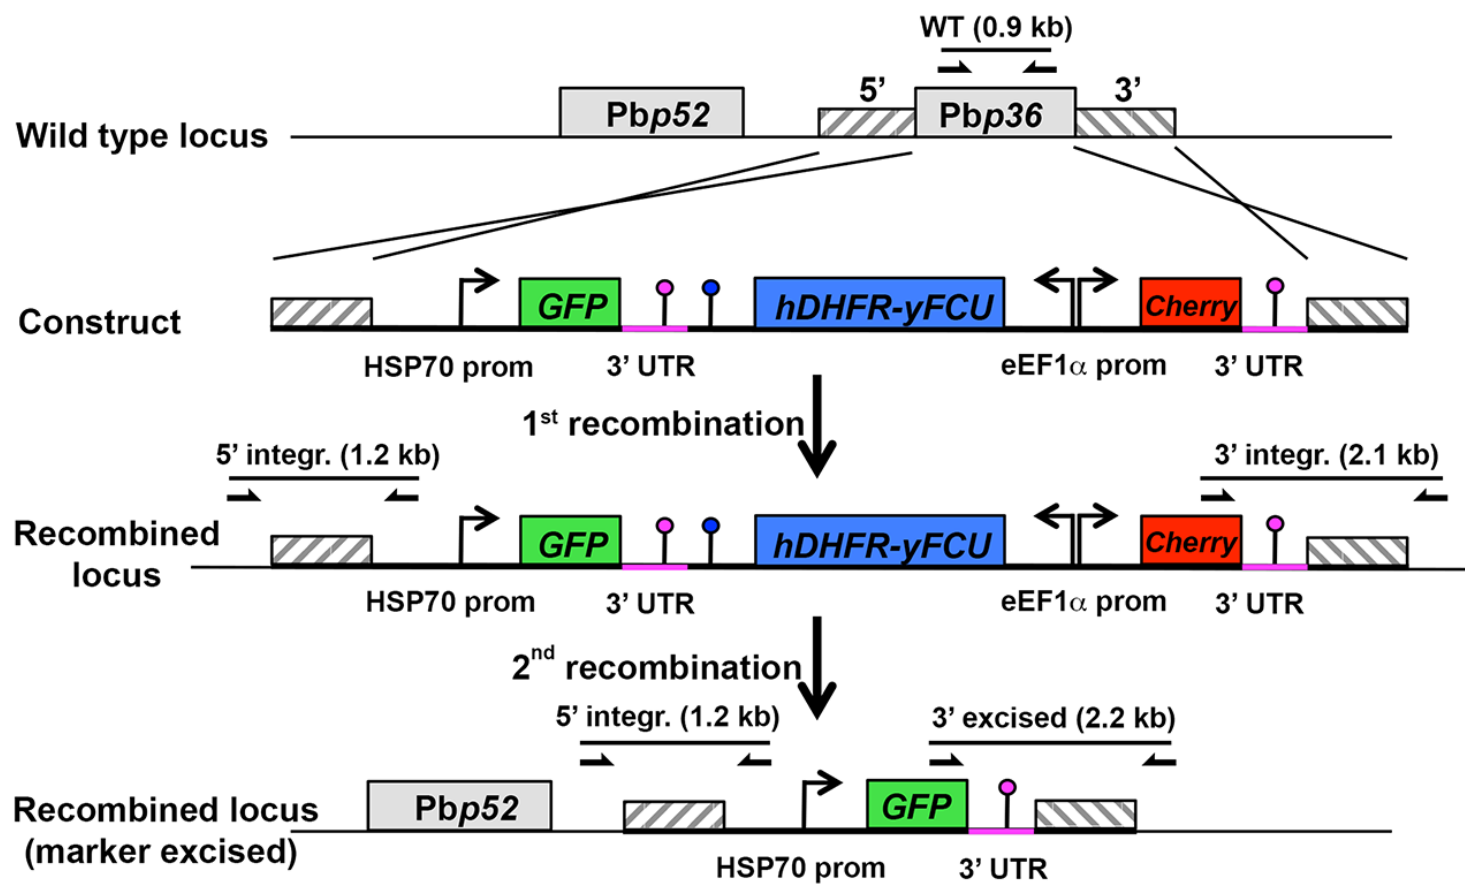 WT (0.9 kb)
5’ 3’
Wild type locus Pbp52 Pbp36
Construct GFP hDHFR-yFCU Cherry
HSP70 prom 3’ UTR eEF1α prom 3’ UTR
1st recombination
5’ integr. (1.2 kb) 3’ integr. (2.1 kb)
Recombined
locus
GFP hDHFR-yFCU Cherry
HSP70 prom 3’ UTR eEF1α prom 3’ UTR
2nd recombination
5’ integr. (1.2 kb) 3’ excised (2.2 kb)
Recombined locus
(marker excised)
Pbp52 GFP
HSP70 prom 3’ UTR